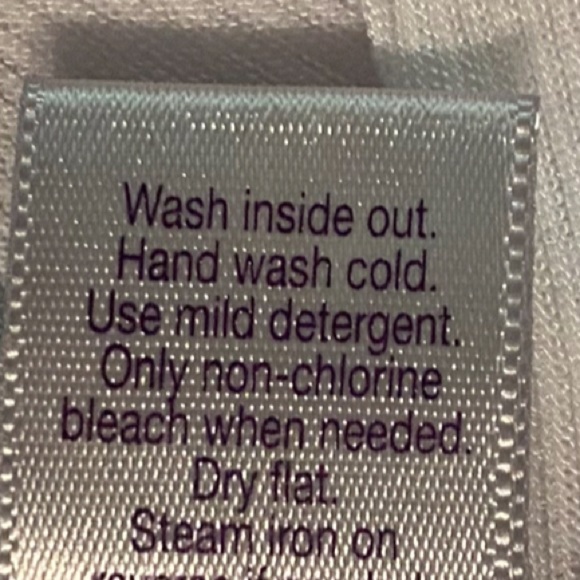 Wash inside out.
Hand wash cold.
Use mild detergent.
Only non-chlorine
bleach when needed.
Dry flat.
Steam iron on